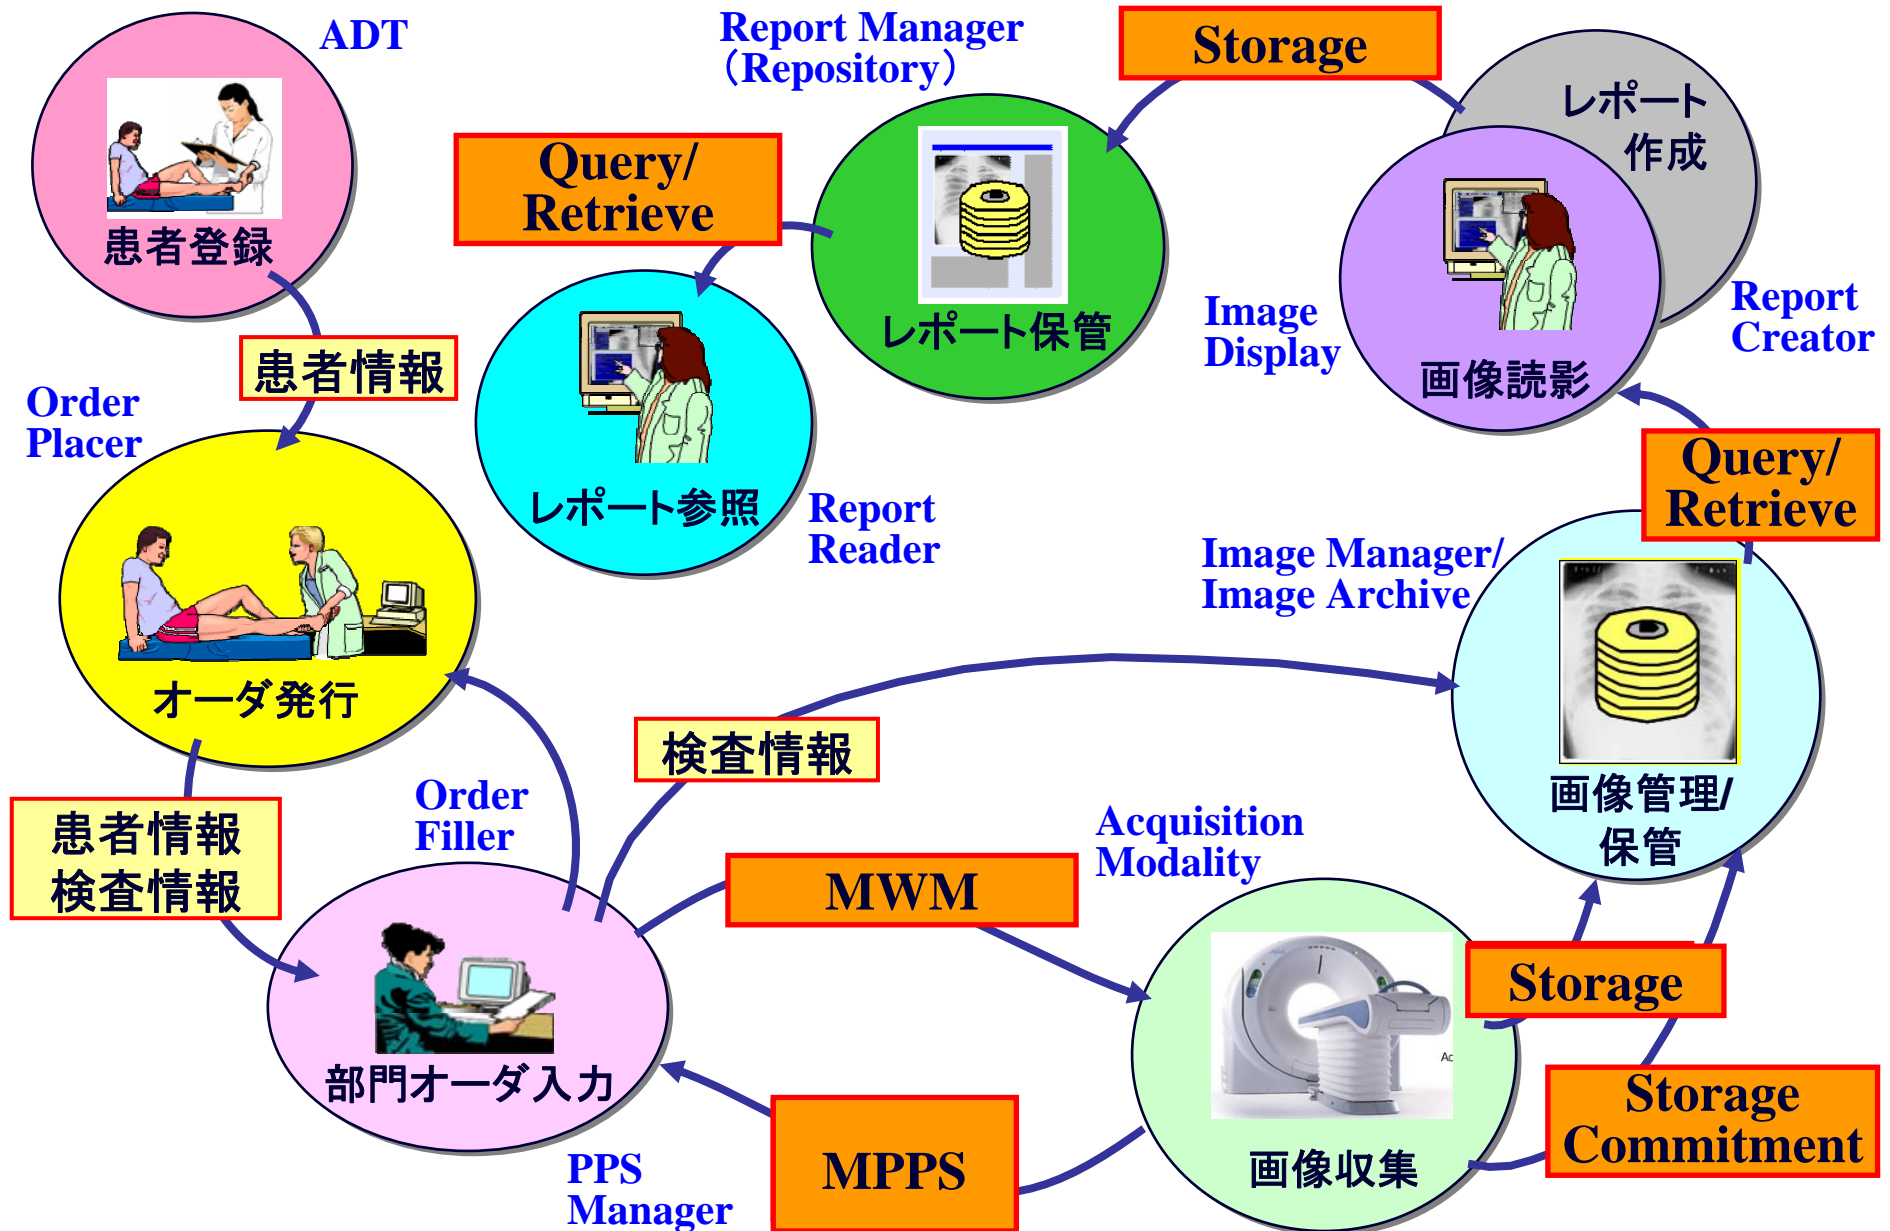 ADT
患者登録
患者情報
Order
Placer
オーダ発行
患者情報
検査情報
Order
Filler
部門オーダ入力
PPS
Manager
MWM
MPPS
検査情報
Acquisition
Modality
画像収集
Storage
Storage
Commitment
Image Manager/
Image Archive
画像管理/
保管
Query/
Retrieve
Image
Display
画像読影
レポート
作成
Report
Creator
Storage
Report Manager
（Repository）
レポート保管
Query/
Retrieve
レポート参照
Report
Reader
Ac